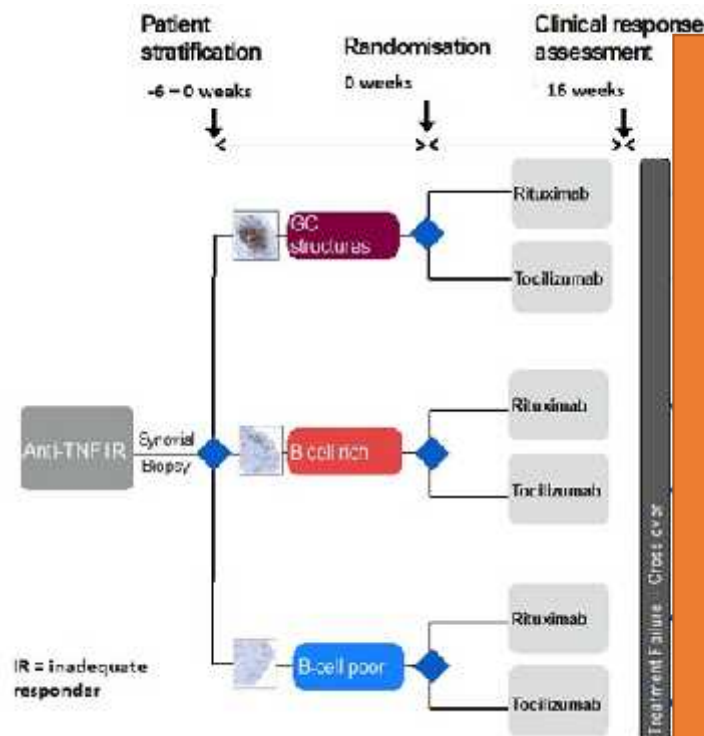 Patient
stratification
-6 – 0 weeks
Randomisation
0 weeks
Clinical response
assessment
16 weeks
GC
structures
Rituximab
Tocilizumab
Anti-TNF IR
Synovial
Biopsy
B cell rich
Rituximab
Tocilizumab
B-cell poor
Rituximab
Tocilizumab
IR = inadequate
responder
Treatment Failure - Cross over